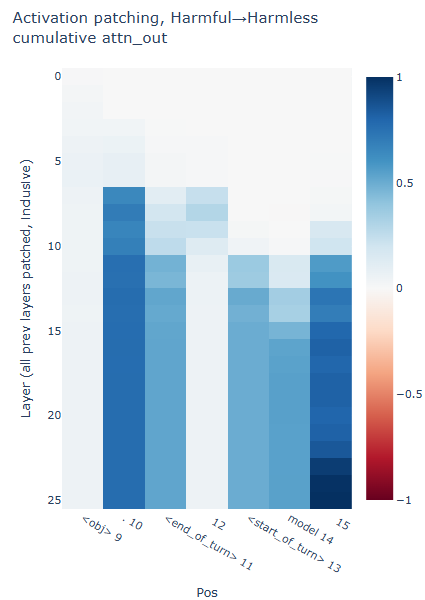 Activation patching, Harmful→Harmless
cumulative attn_out
0
5
10
15
20
25
Layer (all prev layers patched, inclusive)
<obj> 9
. 10
<end_of_turn> 11
12
<start_of_turn> 13
model 14
15
Pos
1
0.5
0
−0.5
−1